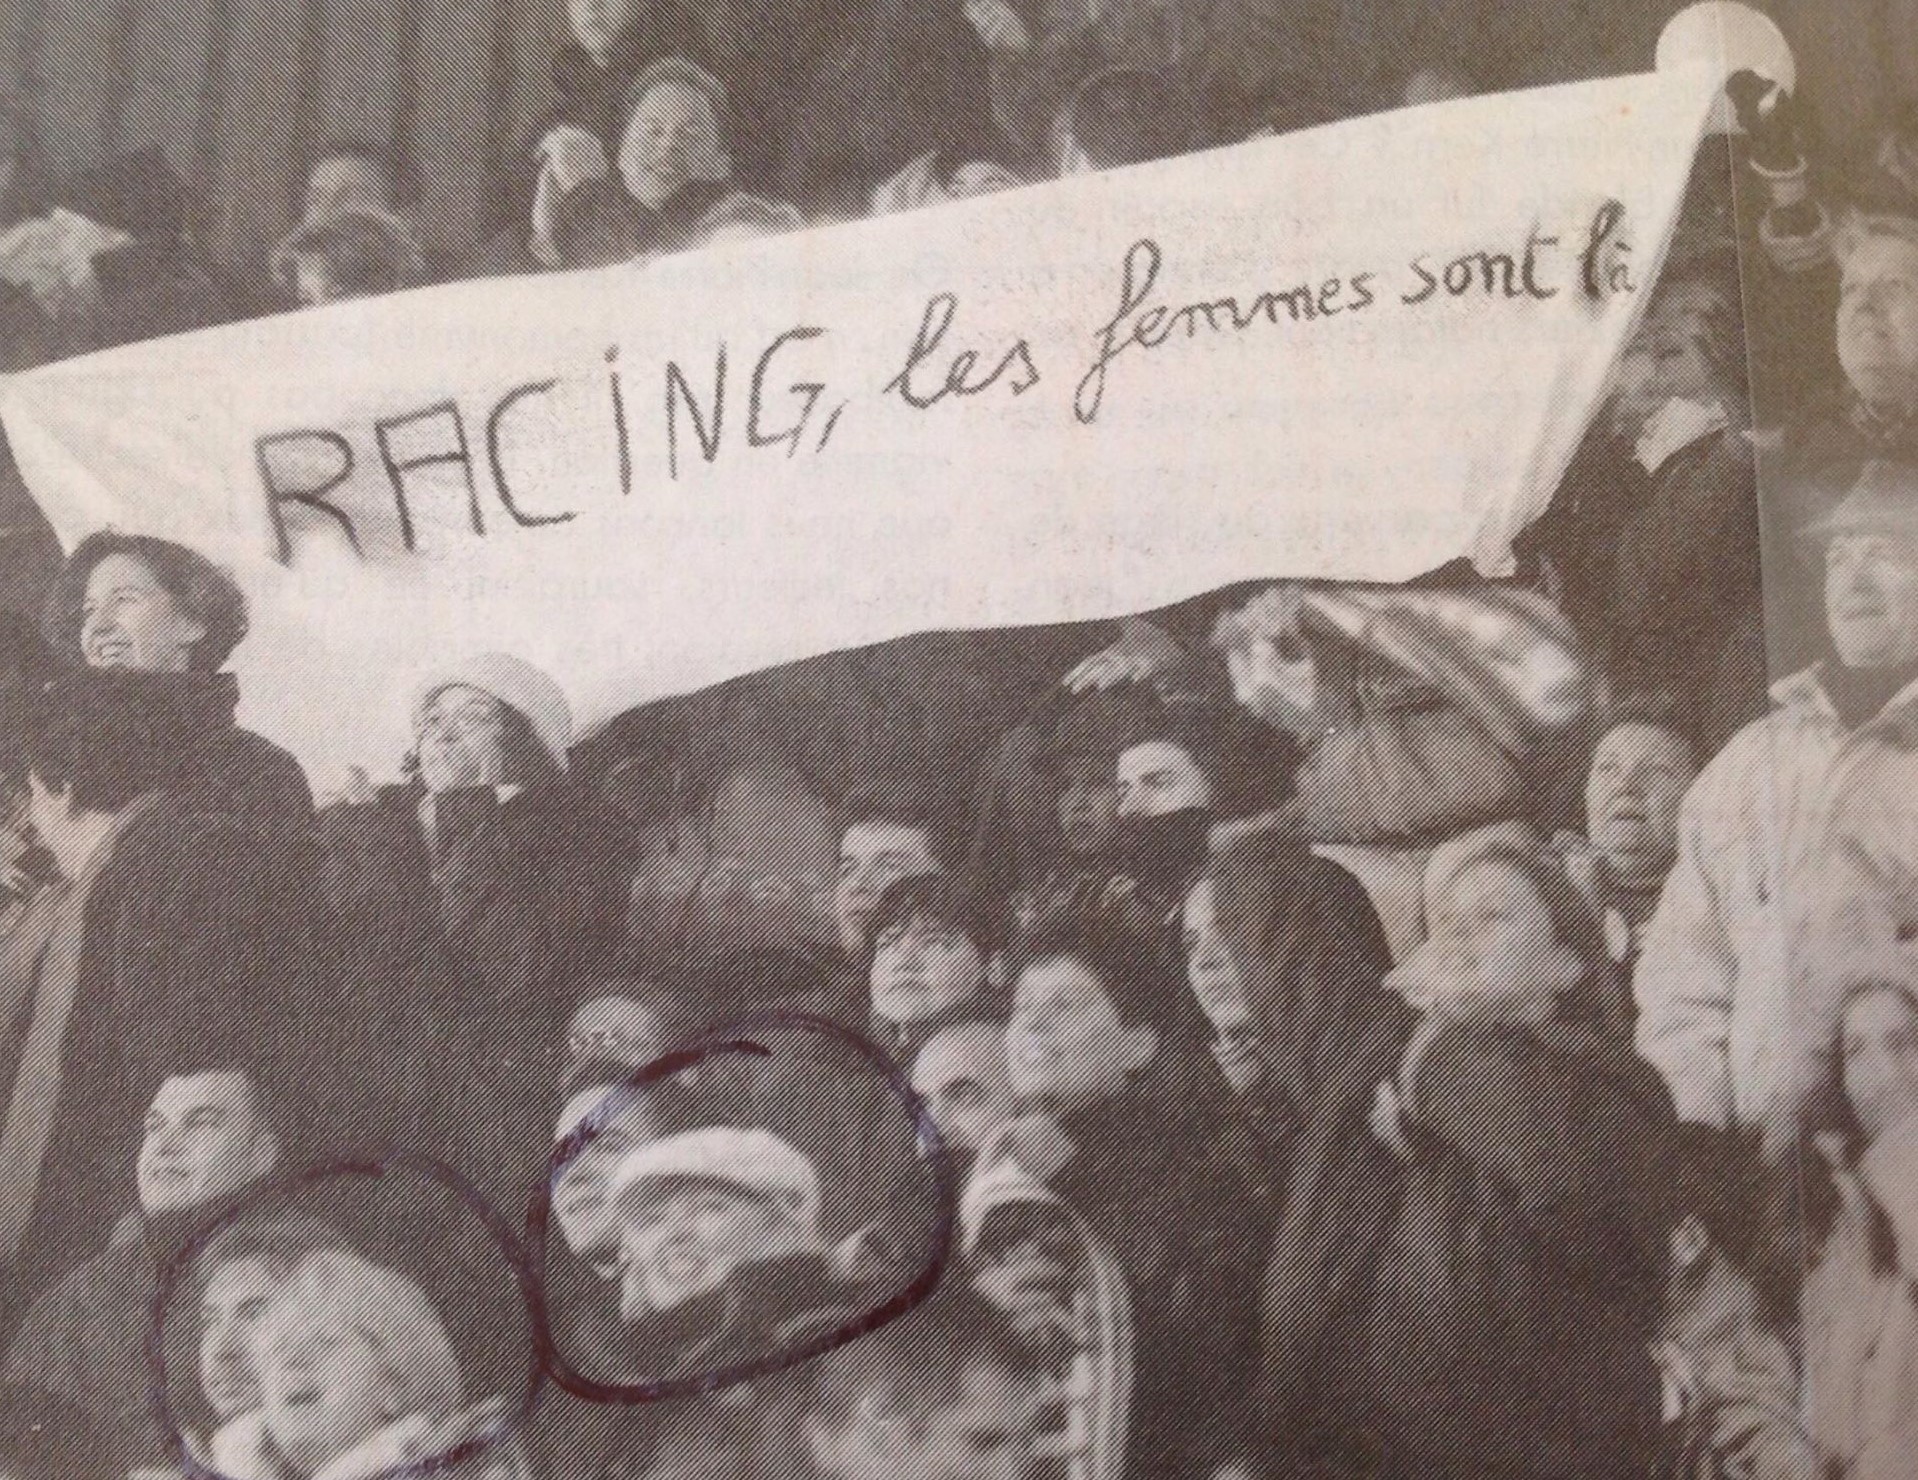 RACiNG, les femmes sont là